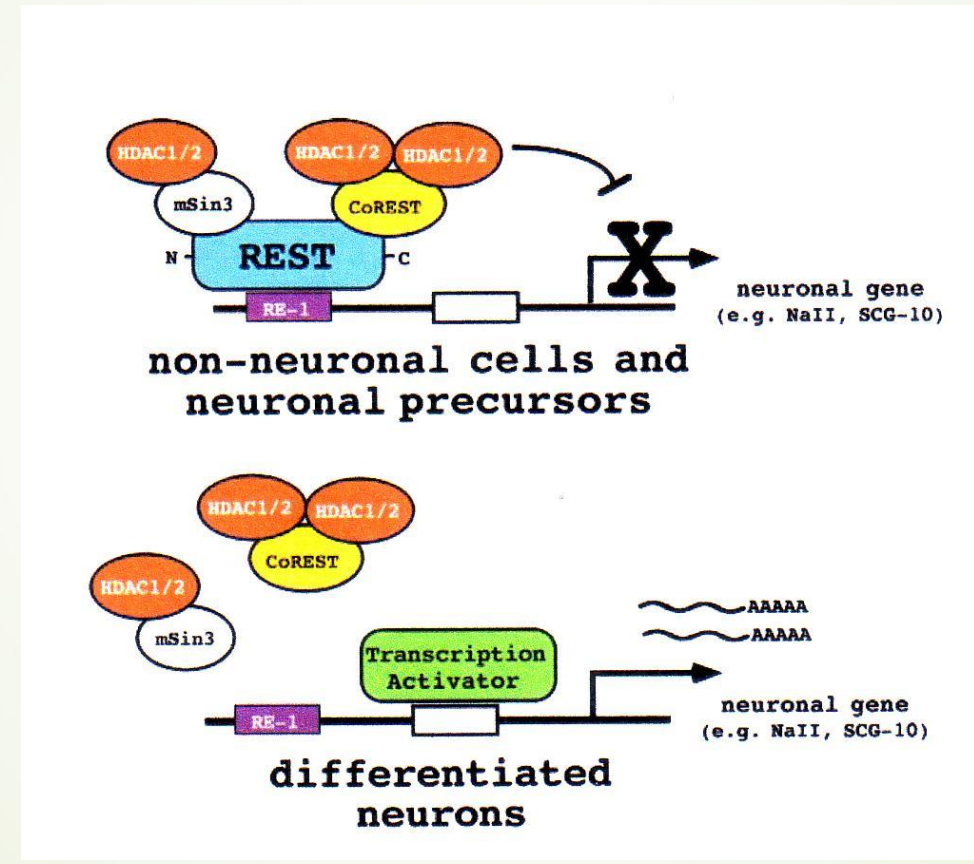 HDAC1/2
HDAC1/2
HDAC1/2
mSin3
CoREST
N
REST
C
RE-1
X
neuronal gene
(e.g. NaII, SCG-10)
non-neuronal cells and
neuronal precursors
HDAC1/2
HDAC1/2
CoREST
HDAC1/2
mSin3
AAAAA
AAAAA
Transcription
Activator
RE-1
neuronal gene
(e.g. NaII, SCG-10)
differentiated
neurons